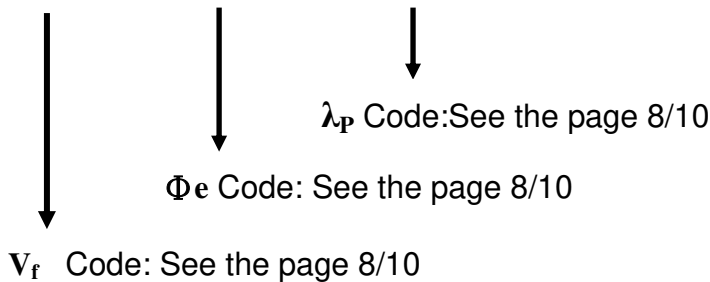 λP Code:See the page 8/10
Φe Code: See the page 8/10
Vf Code: See the page 8/10